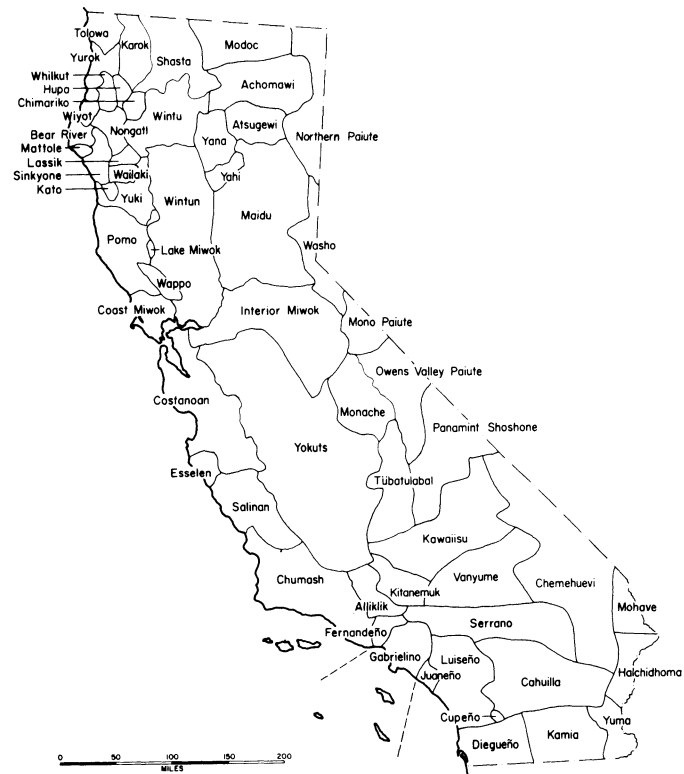 Tolowa
Karok
Modoc
Yurok
Shasta
Whilkut
Hupa
Chimariko
Achomawi
Wiyot
Wintu
Atsugewi
Bear River
Nongatl
Yana
Northern Paiute
Mattole
Lassik
Sinkyone
Wailaki
Yahi
Kato
Yuki
Wintun
Maidu
Pomo
Lake Miwok
Washo
Wappo
Coast Miwok
Interior Miwok
Mono Paiute
Owens Valley Paiute
Costanoan
Monache
Panamint Shoshone
Yokuts
Esselen
Tübatulabal
Salinan
Kawaiisu
Chumash
Vanyume
Chemehuevi
Kitanemuk
Alliklik
Mohave
Serrano
Fernandeño
Gabrielino
Luiseño
Juaneño
Cahuilla
Halchidhoma
Cupeño
Yuma
Diegueño
Kamia
0 50 100 150 200
MILES